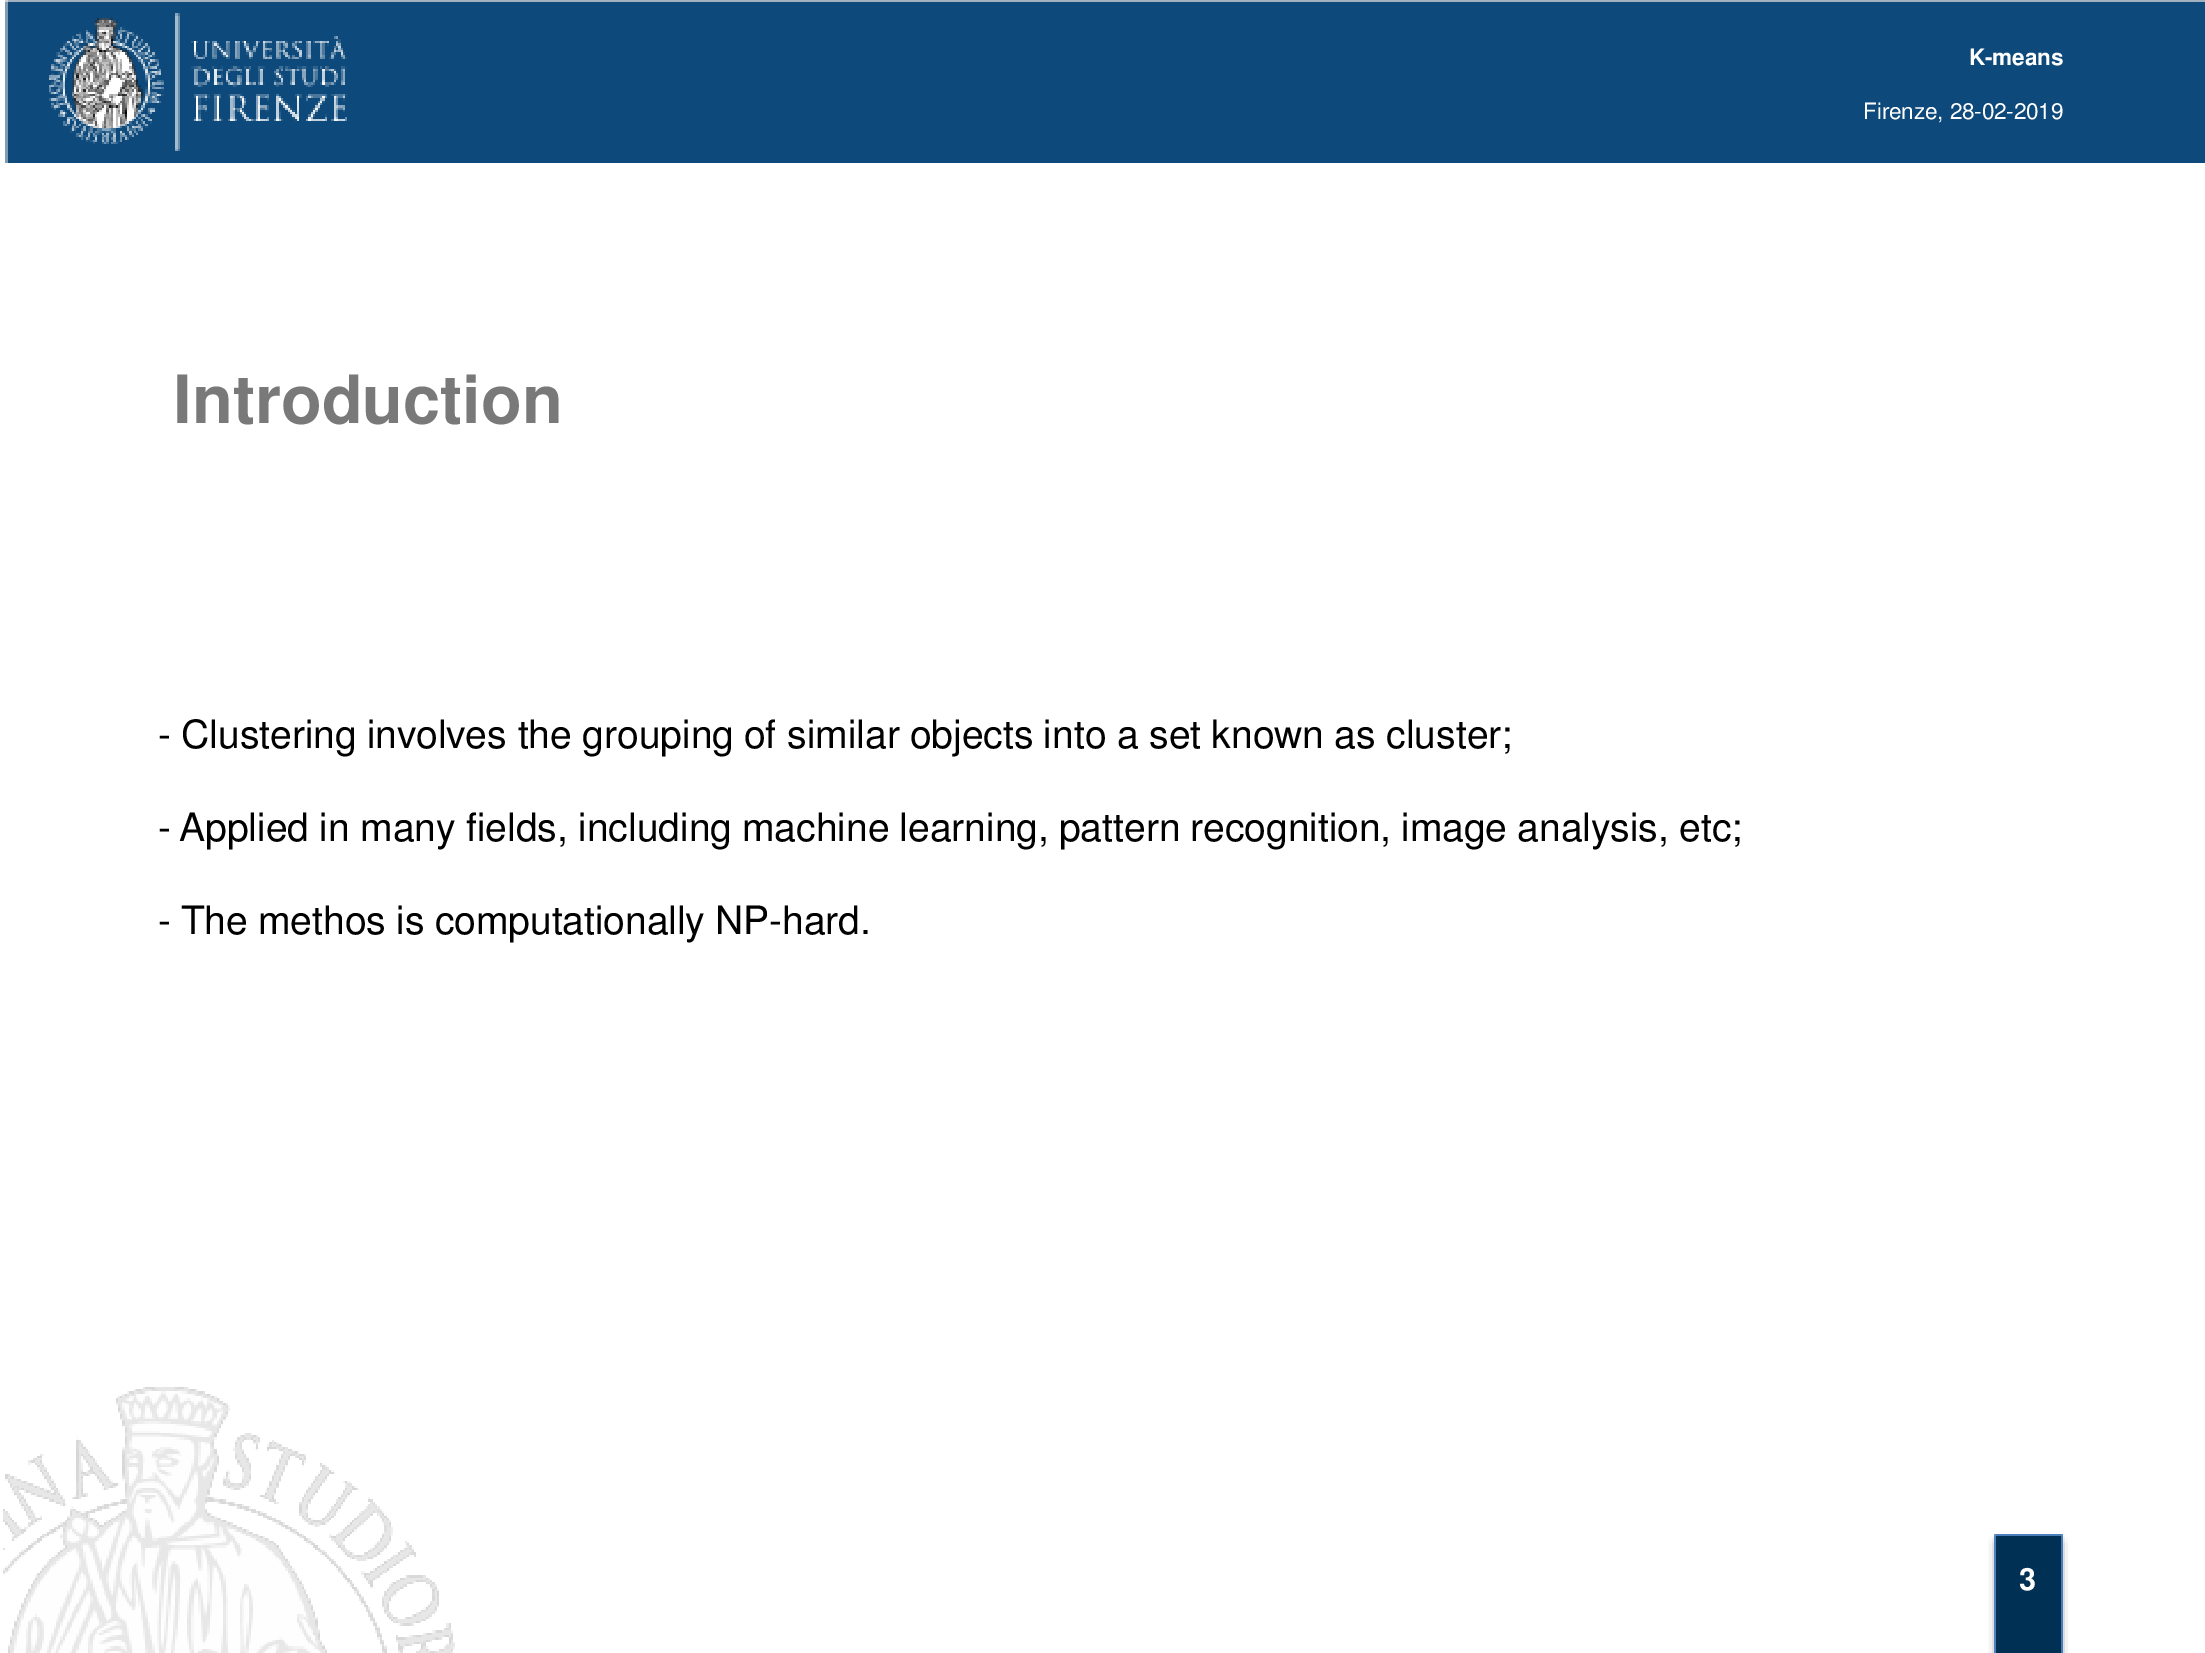 UNIVERSITÀ
DEGLI STUDI
FIRENZE
K-means
Firenze, 28-02-2019
Introduction
- Clustering involves the grouping of similar objects into a set known as cluster;
- Applied in many fields, including machine learning, pattern recognition, image analysis, etc;
- The methos is computationally NP-hard.
STUDIOR
3